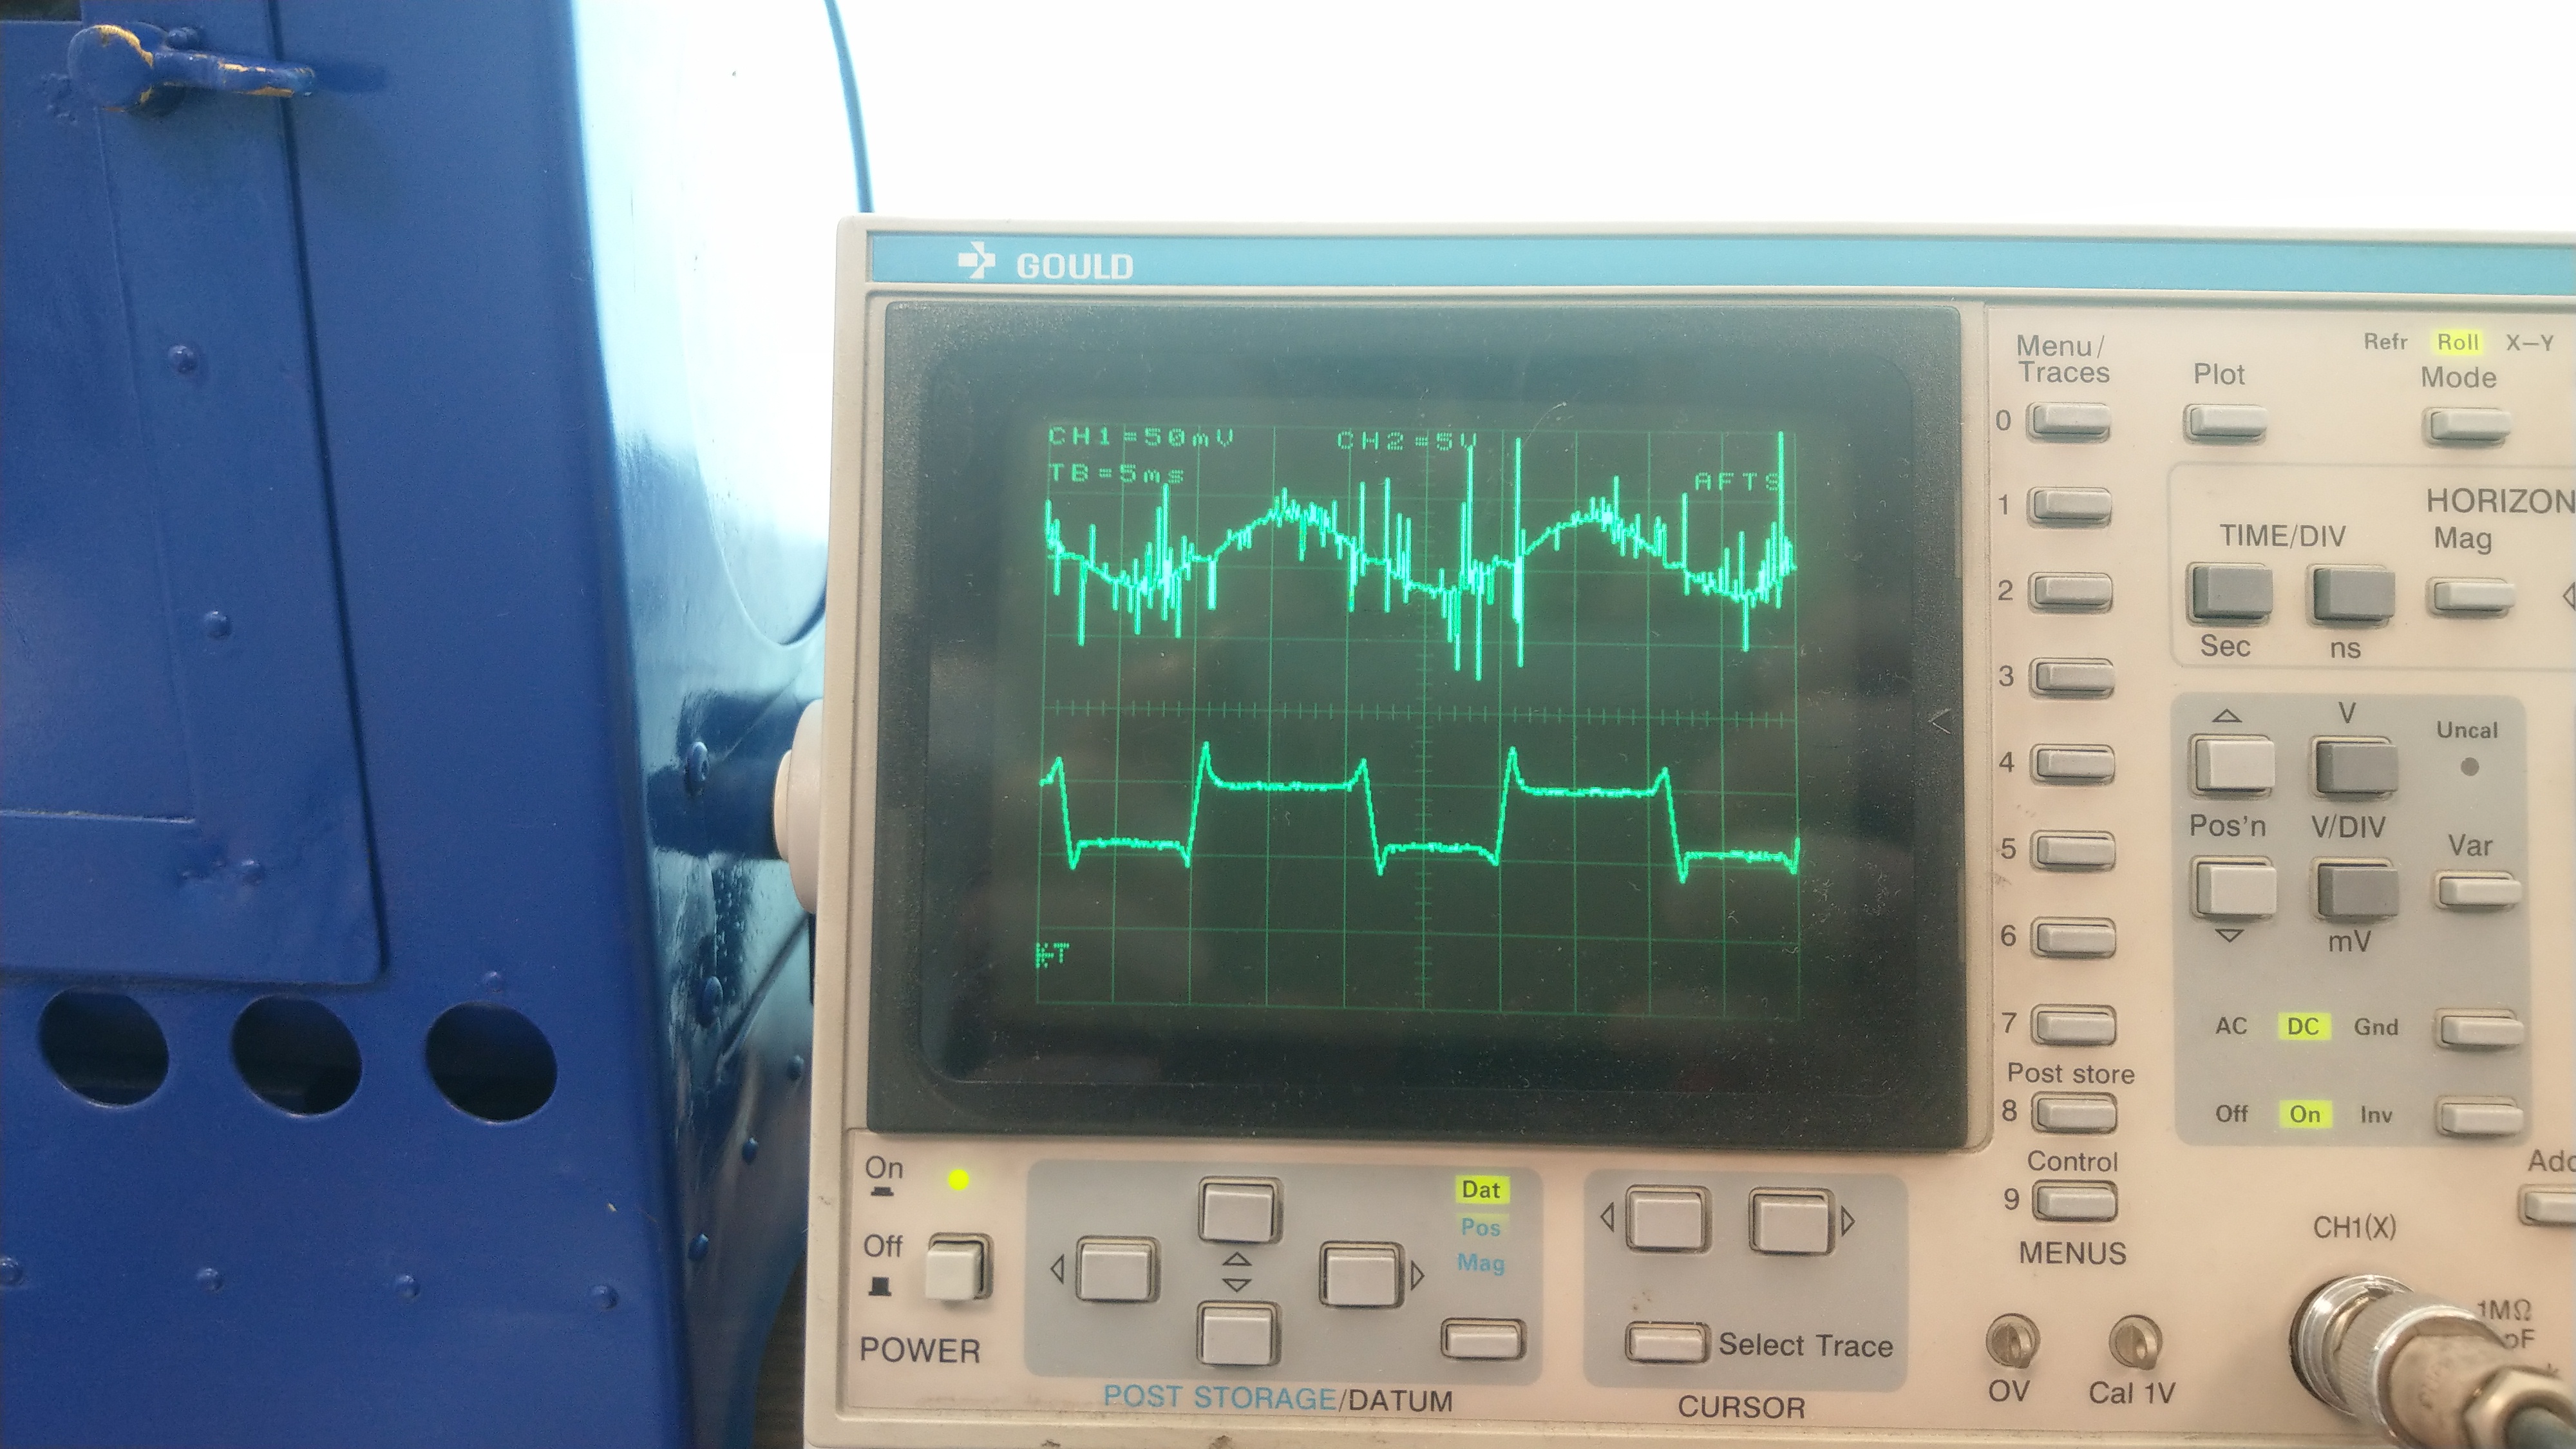 GOULD
CH1=50mV CH2=5V
TB=5ms AFTS
Menu/
Traces
0
1
2
3
4
5
6
7
Post store
8
Control
9
MENUS
Plot
Refr Roll X-Y
Mode
TIME/DIV
Sec ns
Mag
V
Uncal
Pos'n V/DIV
Var
mV
AC DC Gnd
Off On Inv
CH1(X)
1MΩ
pF
0V Cal 1V
On
Off
POWER
Dat
Pos
Mag
POST STORAGE/DATUM
Select Trace
CURSOR